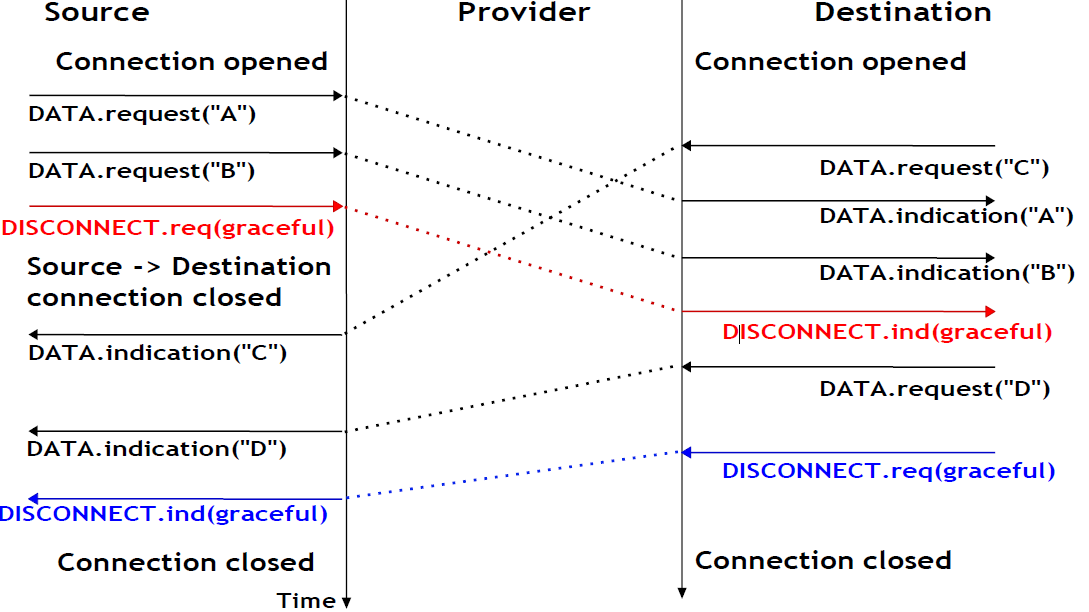 Source
Provider
Destination
Connection opened
Connection opened
DATA.request("A")
DATA.request("C")
DATA.request("B")
DATA.indication("A")
DISCONNECT.req(graceful)
Source -> Destination
connection closed
DATA.indication("B")
DISCONNECT.ind(graceful)
DATA.indication("C")
DATA.request("D")
DATA.indication("D")
DISCONNECT.req(graceful)
DISCONNECT.ind(graceful)
Connection closed
Connection closed
Time